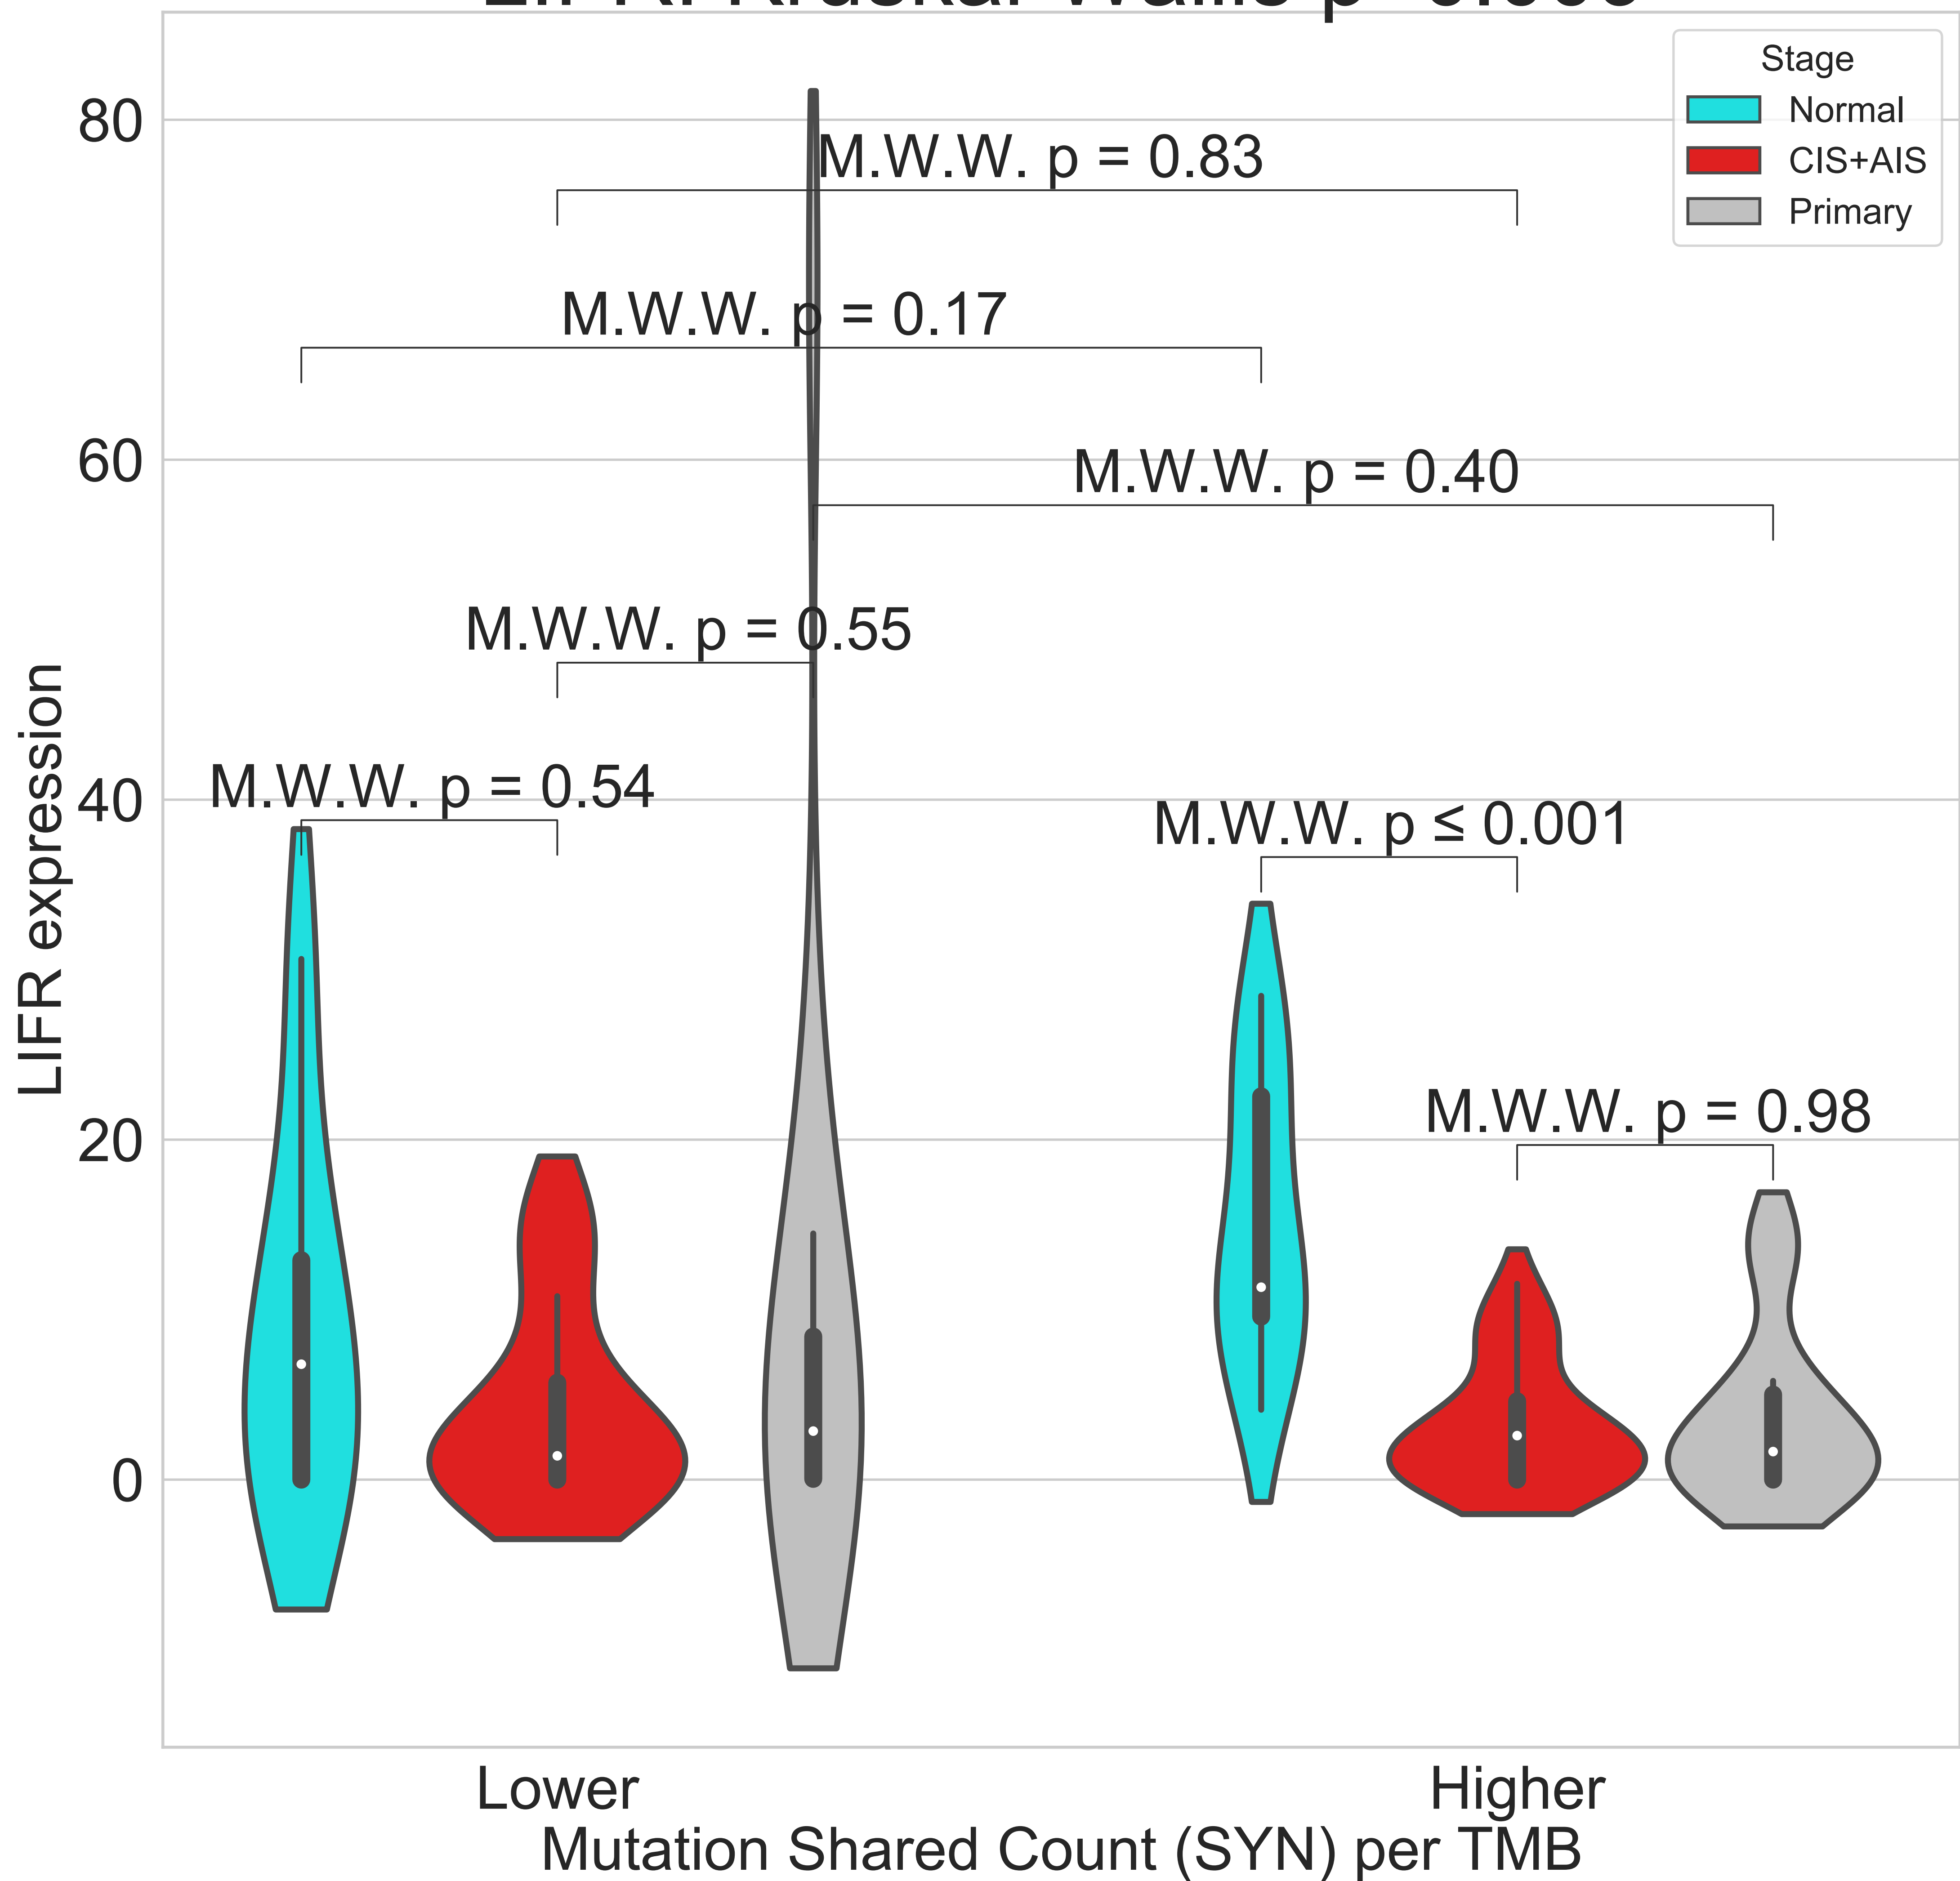 Stage
Normal
CIS+AIS
Primary
80
60
40
20
0
LIFR expression
M.W.W. p = 0.83
M.W.W. p = 0.17
M.W.W. p = 0.40
M.W.W. p = 0.55
M.W.W. p = 0.54
M.W.W. p ≤ 0.001
M.W.W. p = 0.98
Lower
Higher
Mutation Shared Count (SYN) per TMB